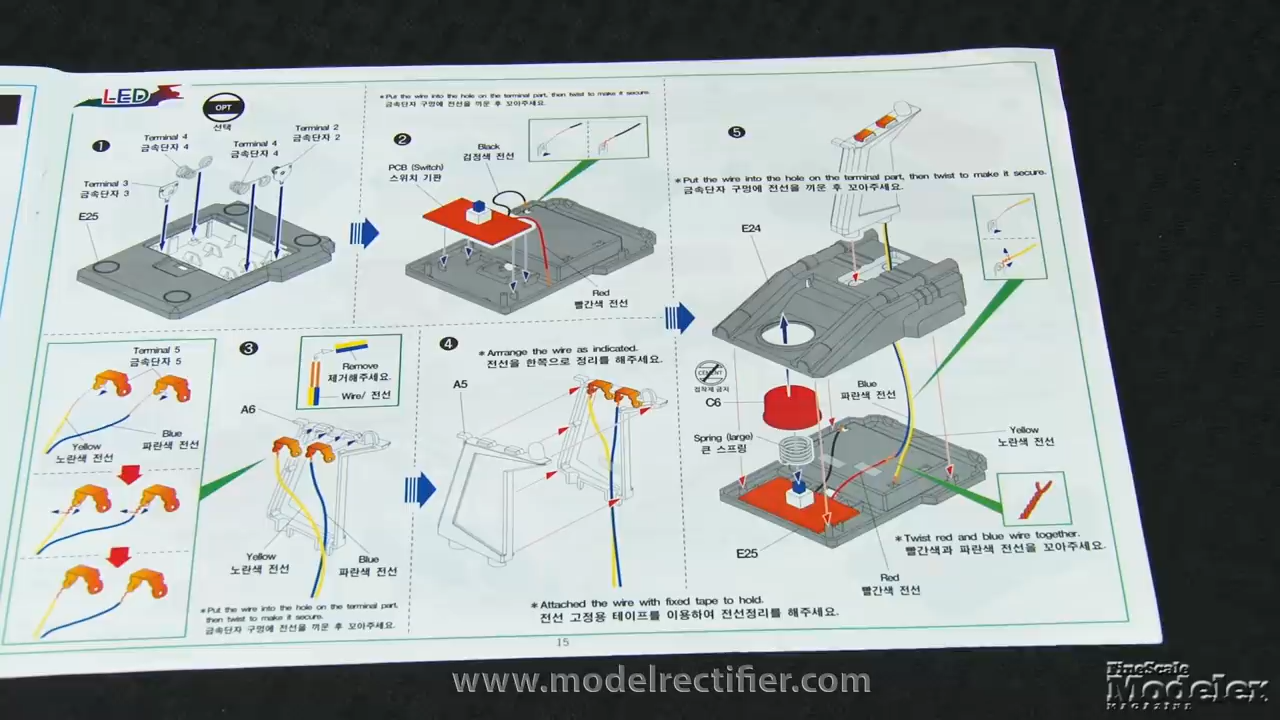 LED
OPT
선택
1
Terminal 4
금속단자 4
Terminal 4
금속단자 4
Terminal 2
금속단자 2
Terminal 3
금속단자 3
E25
*Put the wire into the hole on the terminal part, then twist to make it secure.
금속단자 구멍에 전선을 끼운 후 꼬아주세요.
2
Black
검정색 전선
PCB (Switch)
스위치 기판
Red
빨간색 전선
Terminal 5
금속단자 5
Yellow
노란색 전선
Blue
파란색 전선
3
Remove
제거해주세요.
Wire/ 전선
A6
Yellow
노란색 전선
Blue
파란색 전선
*Put the wire into the hole on the terminal part,
then twist to make it secure.
금속단자 구멍에 전선을 끼운 후 꼬아주세요.
4
*Arrrange the wire as indicated.
전선을 한쪽으로 정리를 해주세요.
A5
*Attached the wire with fixed tape to hold.
전선 고정용 테이프를 이용하여 전선정리를 해주세요.
5
*Put the wire into the hole on the terminal part, then twist to make it secure.
금속단자 구멍에 전선을 끼운 후 꼬아주세요.
E24
CEMENT
접착제 금지
C6
Spring (large)
큰 스프링
Blue
파란색 전선
Yellow
노란색 전선
E25
*Twist red and blue wire together.
빨간색과 파란색 전선을 꼬아주세요.
Red
빨간색 전선
15
www.modelrectifier.com
FineScale
Modeler
MAGAZINE